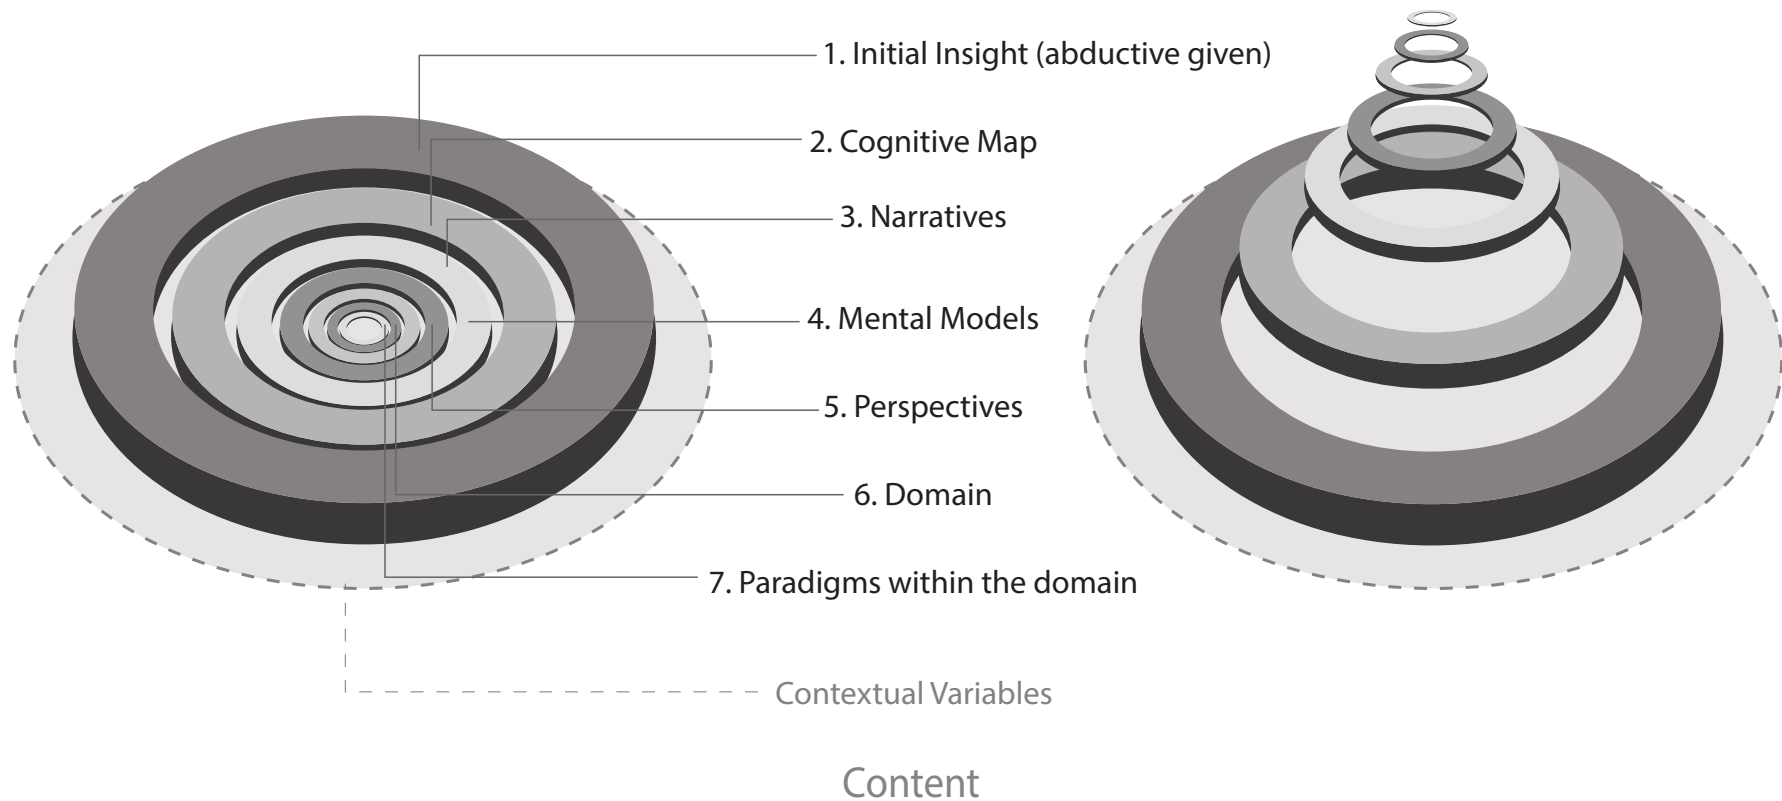 1. Initial Insight (abductive given)
2. Cognitive Map
3. Narratives
4. Mental Models
5. Perspectives
6. Domain
7. Paradigms within the domain
Contextual Variables
Content